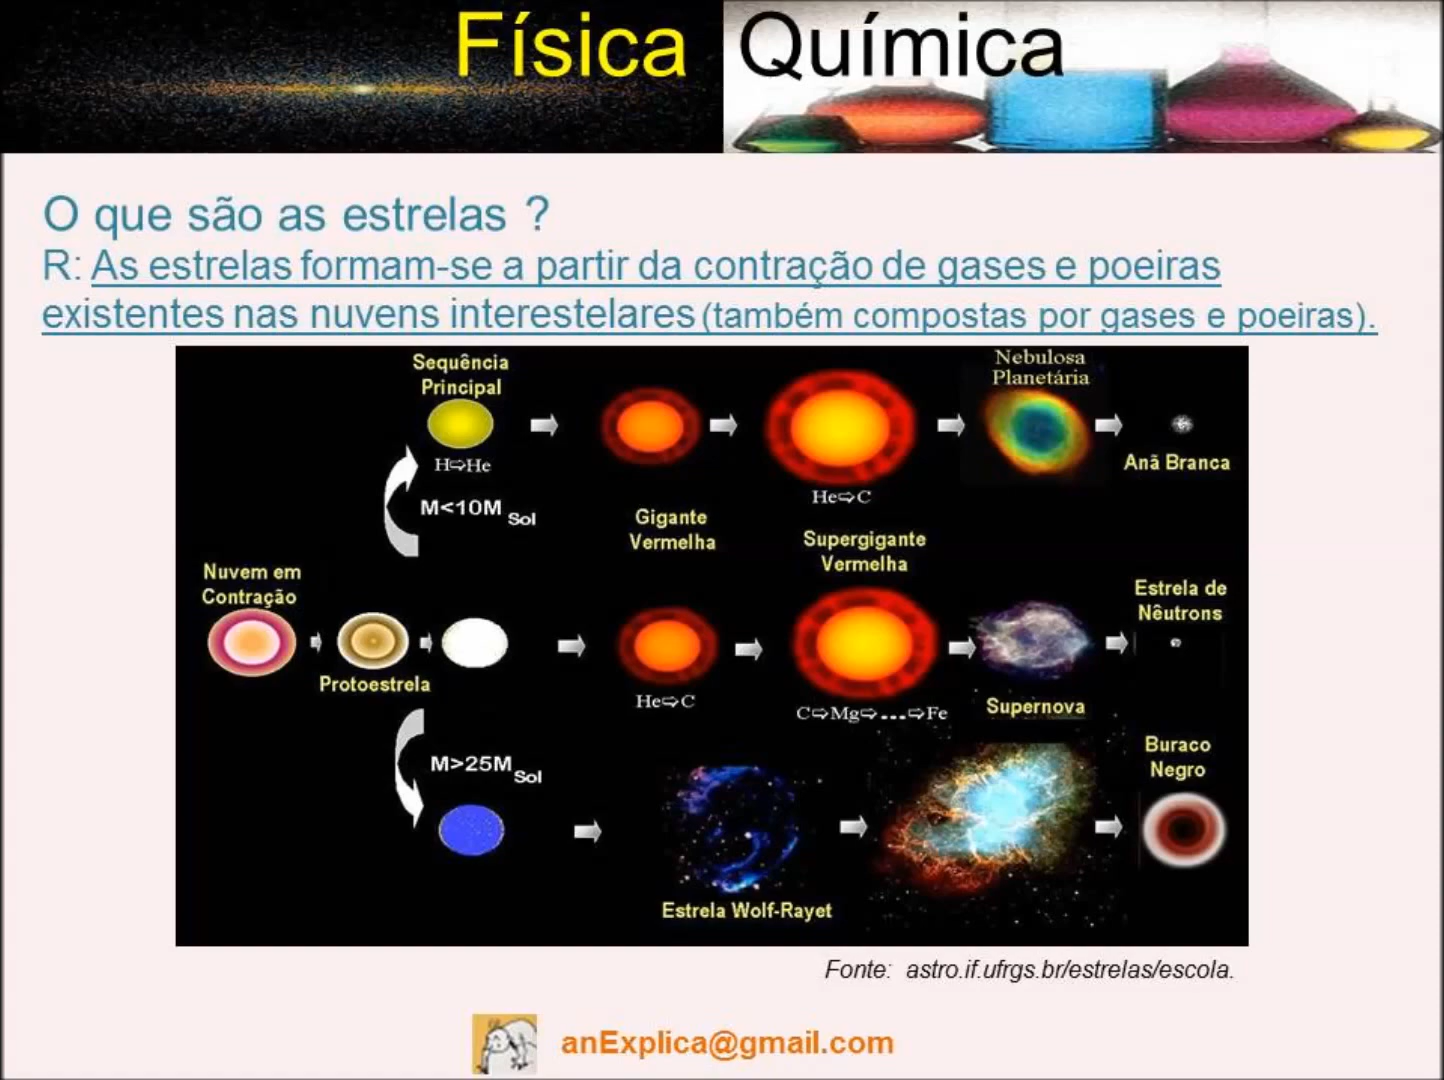 Física Química
O que são as estrelas ?
R: As estrelas formam-se a partir da contração de gases e poeiras
existentes nas nuvens interestelares (também compostas por gases e poeiras).
Sequência
Principal
H⇨He
M<10M Sol
Gigante
Vermelha
He⇨C
Supergigante
Vermelha
Nebulosa
Planetária
Anã Branca
Nuvem em
Contração
Protoestrela
He⇨C
C⇨Mg⇨...⇨Fe
Supernova
Estrela de
Nêutrons
M>25M Sol
Estrela Wolf-Rayet
Buraco
Negro
Fonte: astro.if.ufrgs.br/estrelas/escola.
anExplica@gmail.com